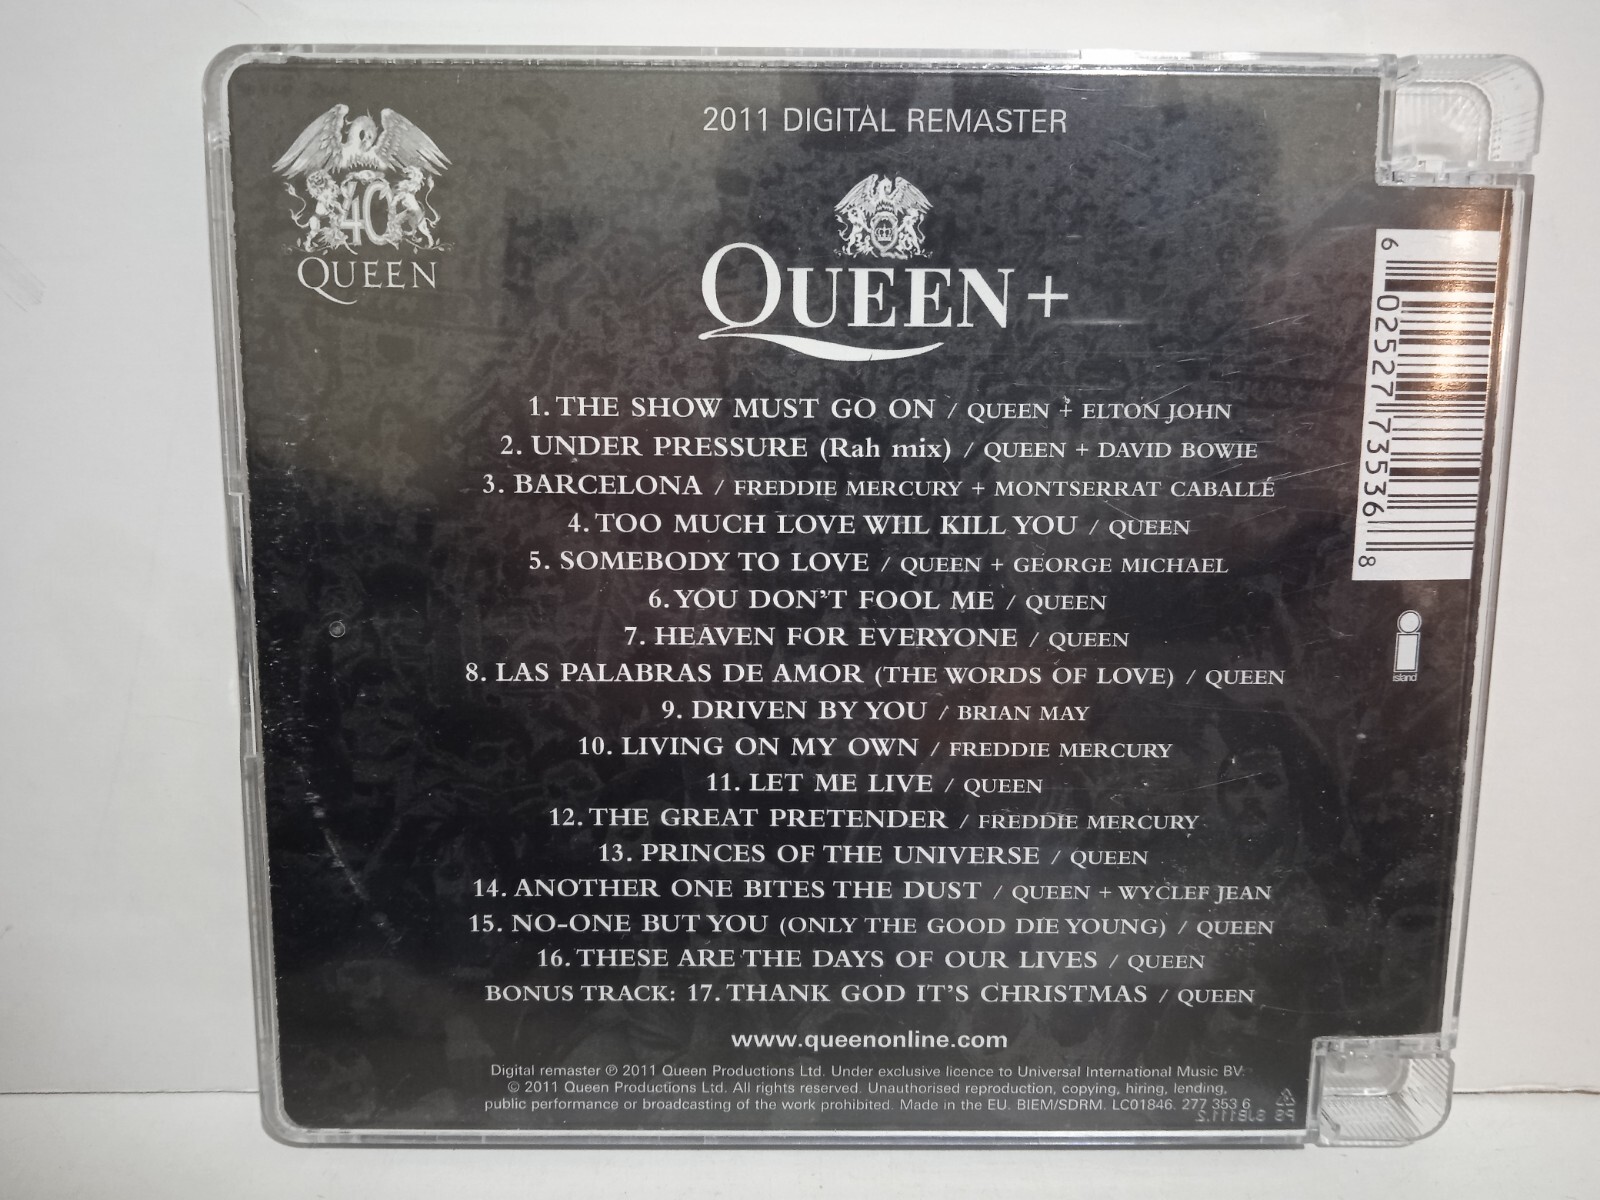 2011 DIGITAL REMASTER
40
QUEEN
QUEEN+
1. THE SHOW MUST GO ON / QUEEN + ELTON JOHN
2. UNDER PRESSURE (Rah mix) / QUEEN + DAVID BOWIE
3. BARCELONA / FREDDIE MERCURY + MONTSERRAT CABALLÉ
4. TOO MUCH LOVE WILL KILL YOU / QUEEN
5. SOMEBODY TO LOVE / QUEEN + GEORGE MICHAEL
6. YOU DON'T FOOL ME / QUEEN
7. HEAVEN FOR EVERYONE / QUEEN
8. LAS PALABRAS DE AMOR (THE WORDS OF LOVE) / QUEEN
9. DRIVEN BY YOU / BRIAN MAY
10. LIVING ON MY OWN / FREDDIE MERCURY
11. LET ME LIVE / QUEEN
12. THE GREAT PRETENDER / FREDDIE MERCURY
13. PRINCES OF THE UNIVERSE / QUEEN
14. ANOTHER ONE BITES THE DUST / QUEEN + WYCLEF JEAN
15. NO-ONE BUT YOU (ONLY THE GOOD DIE YOUNG) / QUEEN
16. THESE ARE THE DAYS OF OUR LIVES / QUEEN
BONUS TRACK: 17. THANK GOD IT'S CHRISTMAS / QUEEN
www.queenonline.com
Digital remaster ℗ 2011 Queen Productions Ltd. Under exclusive licence to Universal International Music BV.
© 2011 Queen Productions Ltd. All rights reserved. Unauthorised reproduction, copying, hiring, lending,
public performance or broadcasting of the work prohibited. Made in the EU. BIEM/SDRM. LC01846. 277 353 6
6 02527 73536 8
island